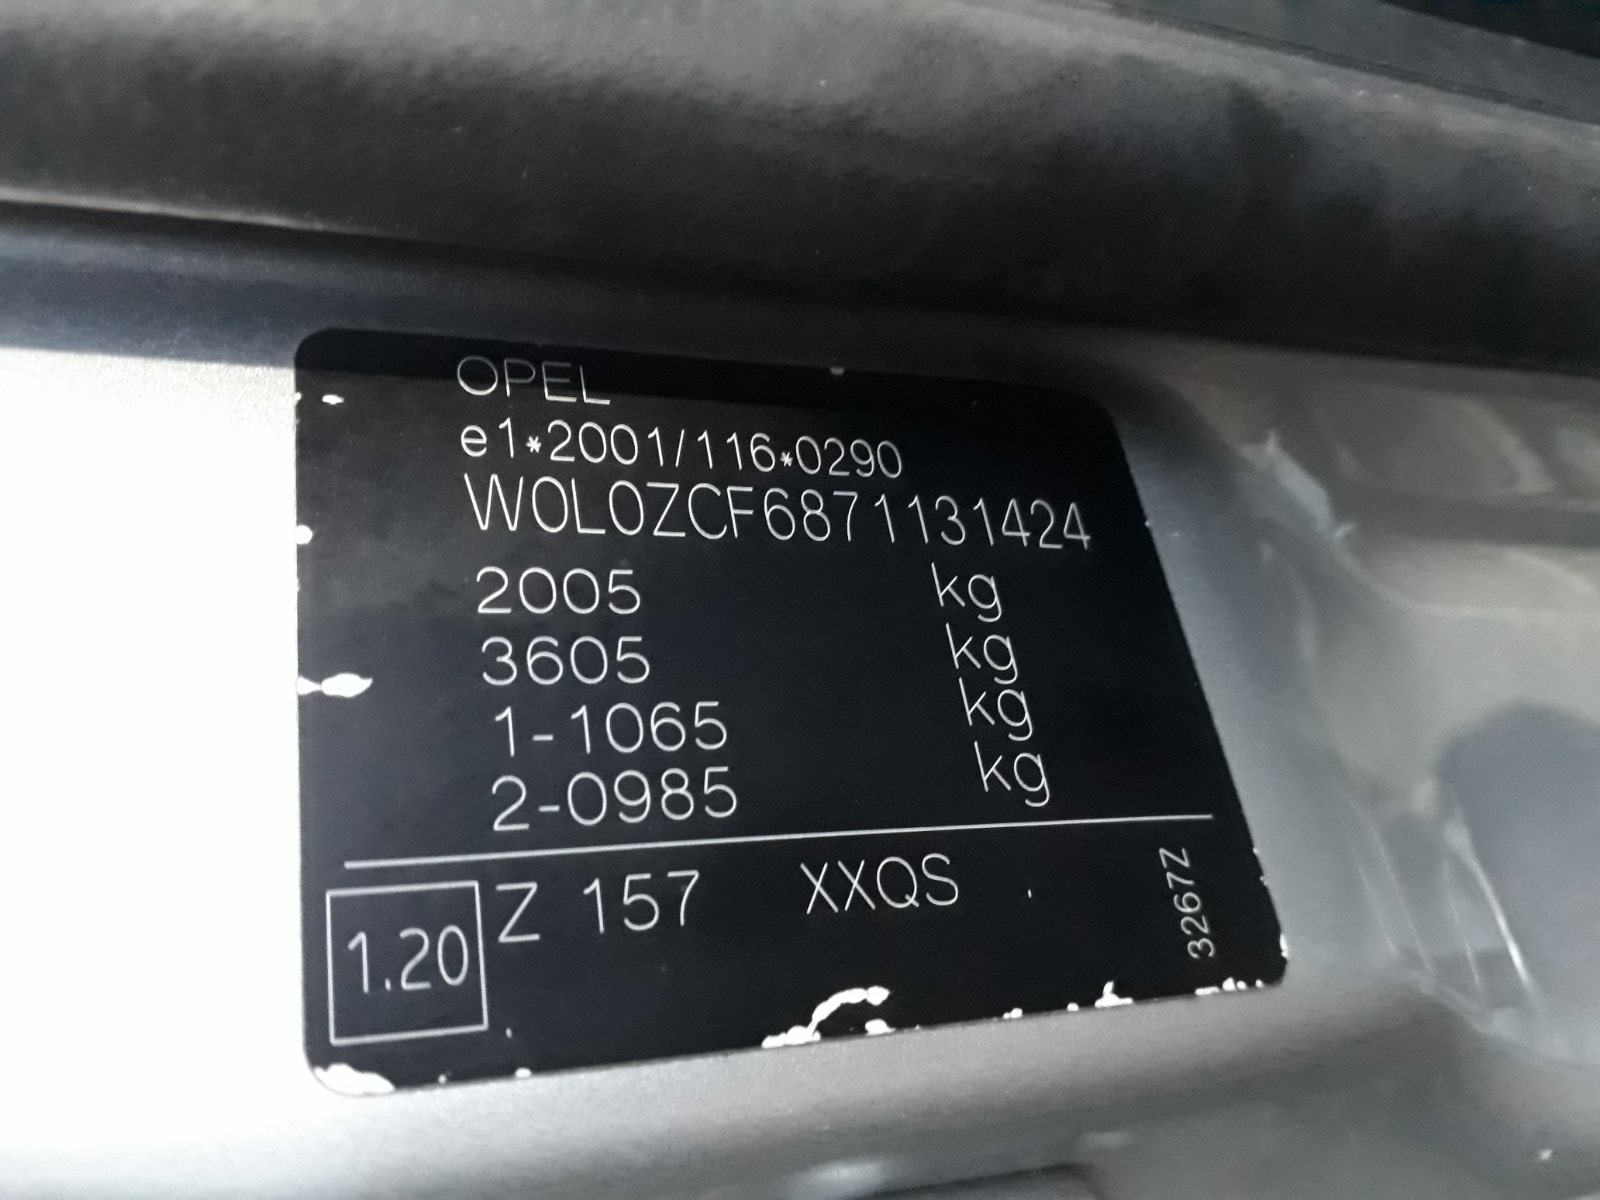 OPEL
e1*2001/116*0290
W0L0ZCF6871131424
2005 kg
3605 kg
1-1065 kg
2-0985 kg
1.20 Z 157 XXQS
3267Z